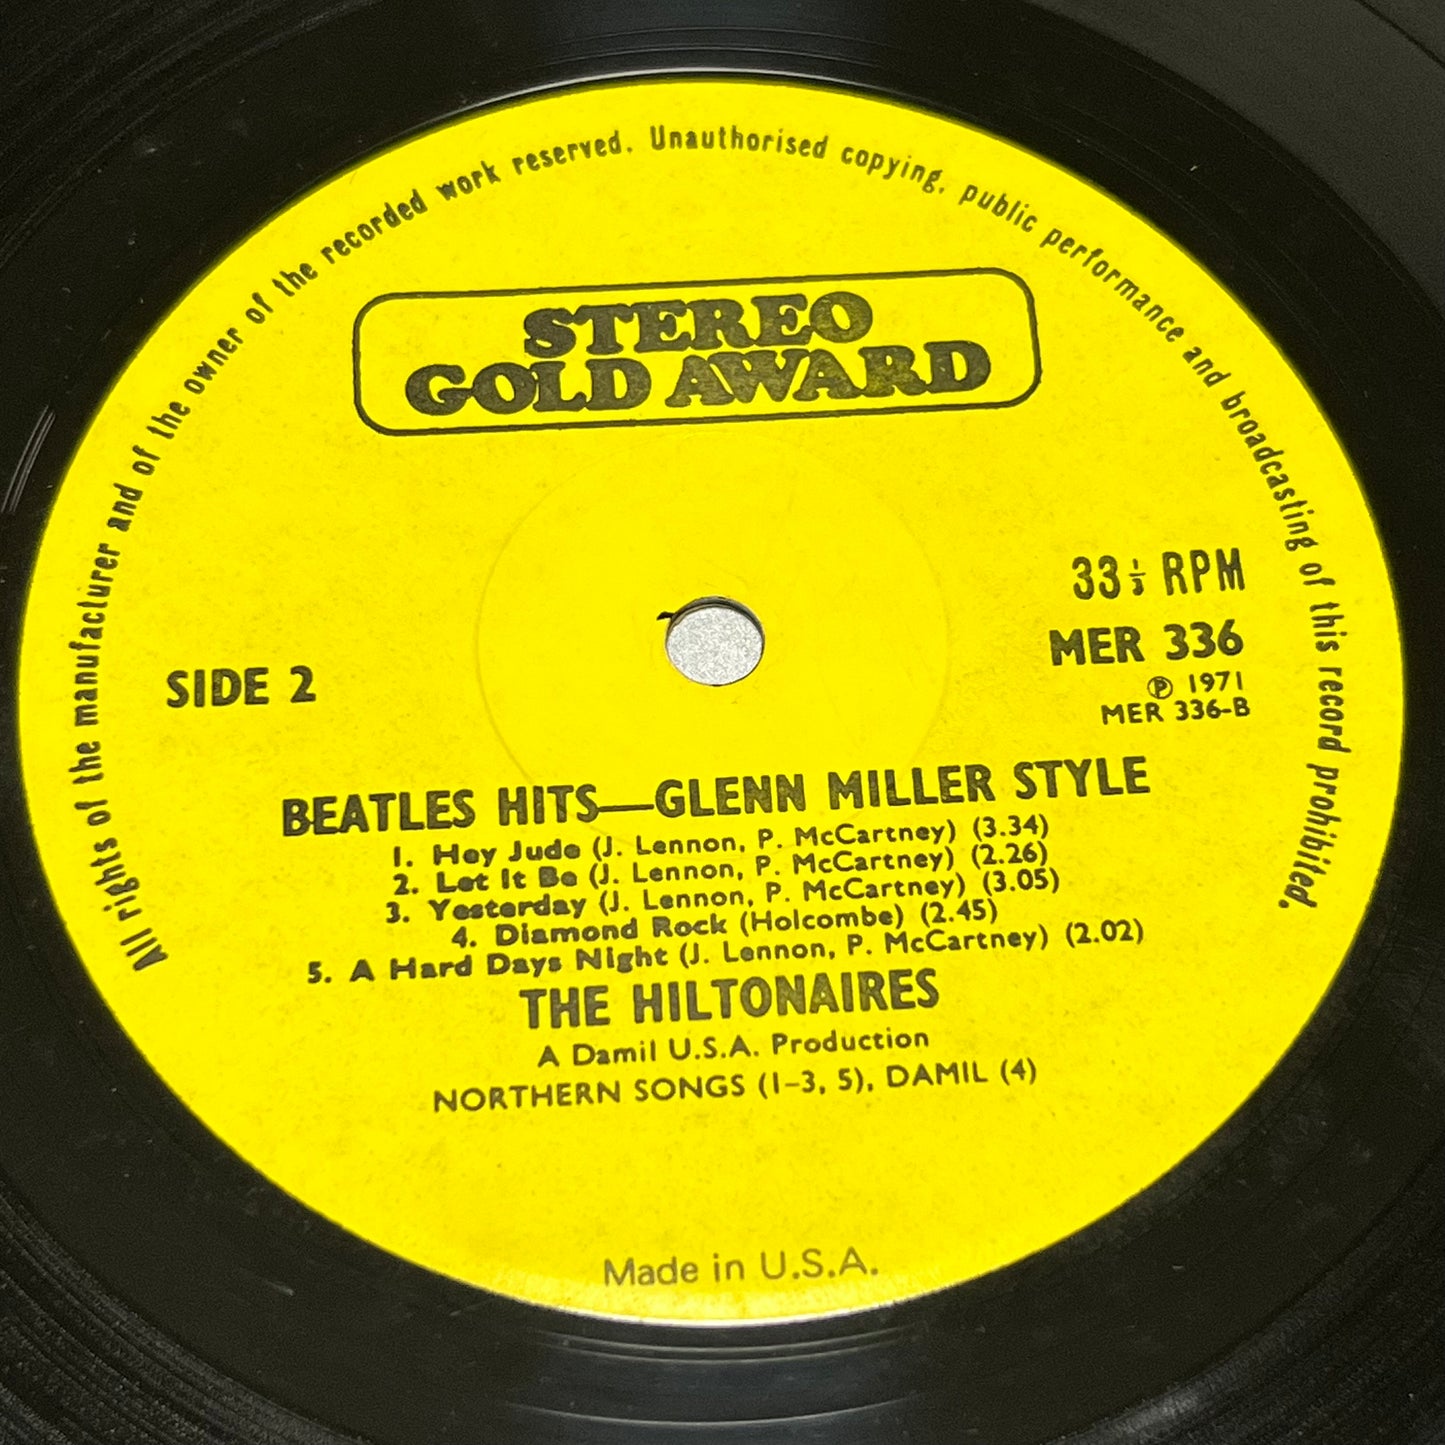 All rights of the manufacturer and of the owner of the recorded work reserved. Unauthorised copying, public performance and broadcasting of this record prohibited.
STEREO
GOLD AWARD
33 1/3 RPM
MER 336
SIDE 2
℗ 1971
MER 336-B
BEATLES HITS—GLENN MILLER STYLE
1. Hey Jude (J. Lennon, P. McCartney) (3.34)
2. Let It Be (J. Lennon, P. McCartney) (2.26)
3. Yesterday (J. Lennon, P. McCartney) (3.05)
4. Diamond Rock (Holcombe) (2.45)
5. A Hard Days Night (J. Lennon, P. McCartney) (2.02)
THE HILTONAIRES
A Damil U.S.A. Production
NORTHERN SONGS (1-3, 5), DAMIL (4)
Made in U.S.A.